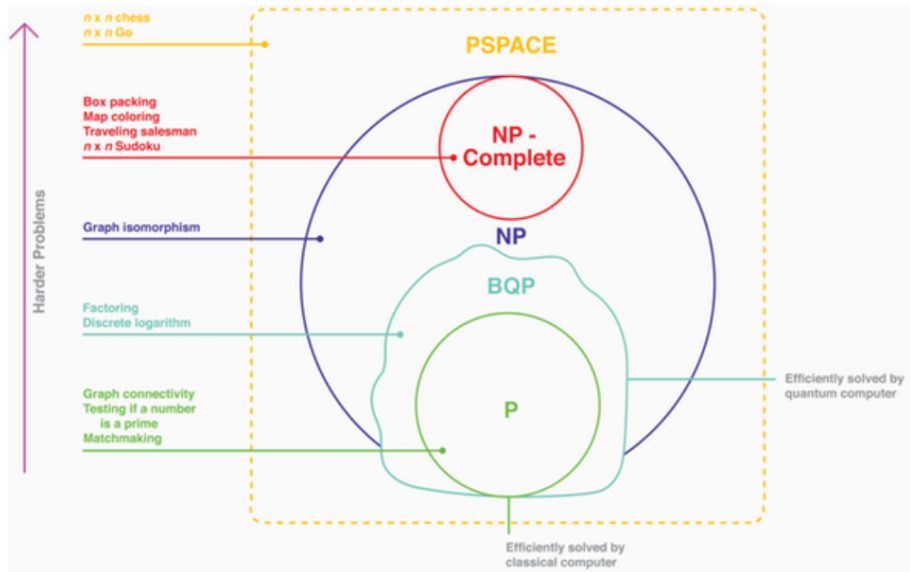 n x n chess
n x n Go
PSPACE
Box packing
Map coloring
Traveling salesman
n x n Sudoku
NP -
Complete
Harder Problems
Graph isomorphism
NP
BQP
Factoring
Discrete logarithm
Efficiently solved by
quantum computer
Graph connectivity
Testing if a number
is a prime
Matchmaking
P
Efficiently solved by
classical computer